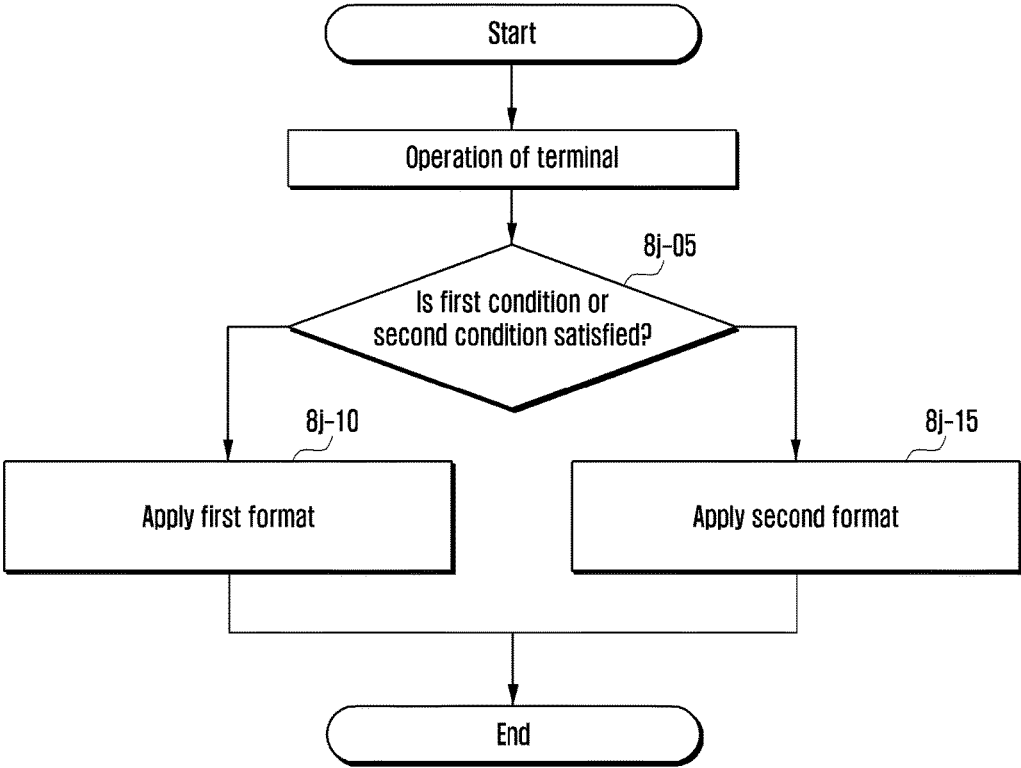 Start
Operation of terminal
8j-05
Is first condition or
second condition satisfied?
8j-10
8j-15
Apply first format
Apply second format
End